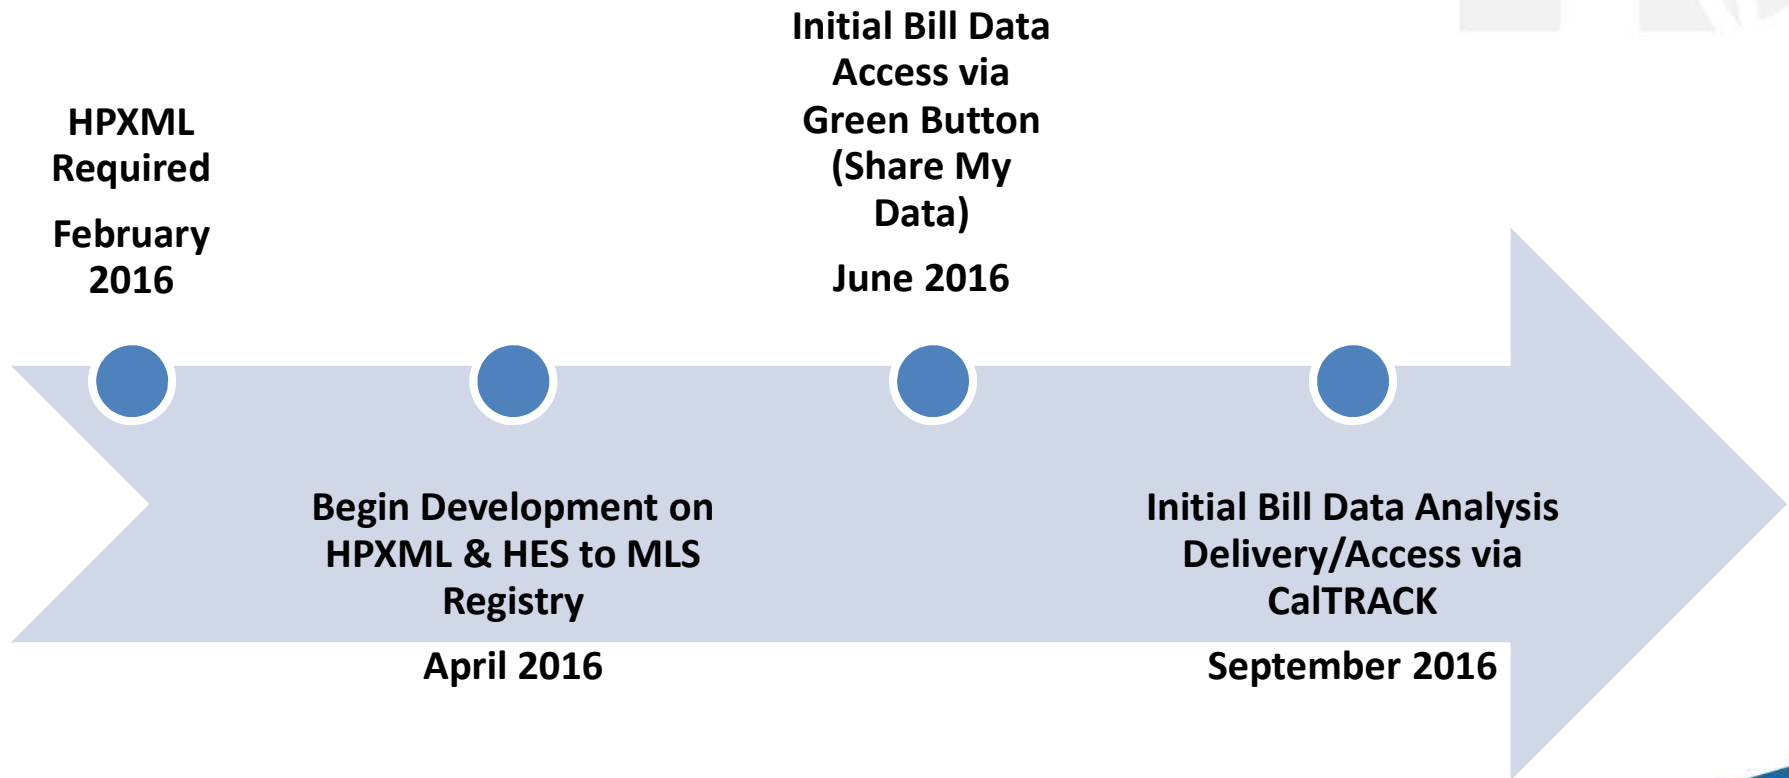 HPXML
Required
February
2016
Begin Development on
HPXML & HES to MLS
Registry
April 2016
Initial Bill Data
Access via
Green Button
(Share My
Data)
June 2016
Initial Bill Data Analysis
Delivery/Access via
CalTRACK
September 2016